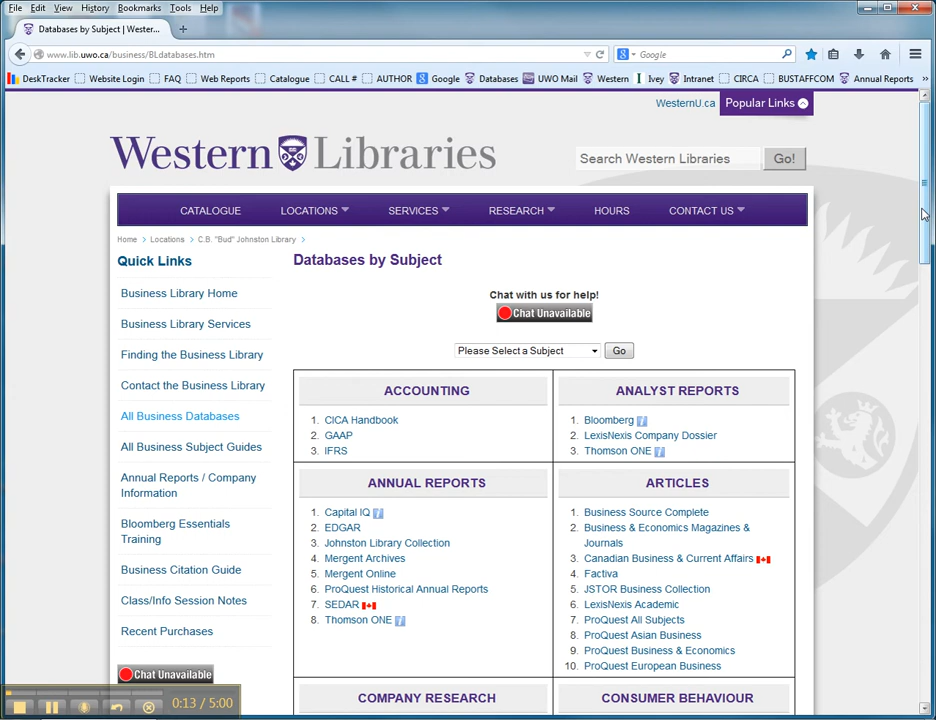 File Edit View History Bookmarks Tools Help
Databases by Subject | Wester...
www.lib.uwo.ca/business/BLdatabases.htm
Google
DeskTracker Website Login FAQ Web Reports Catalogue CALL # AUTHOR Google Databases UWO Mail Western Ivey Intranet CIRCA BUSTAFFCOM Annual Reports »
WesternU.ca Popular Links
Western Libraries
Search Western Libraries Go!
CATALOGUE LOCATIONS SERVICES RESEARCH HOURS CONTACT US
Home > Locations > C.B. "Bud" Johnston Library >
Quick Links
Business Library Home
Business Library Services
Finding the Business Library
Contact the Business Library
All Business Databases
All Business Subject Guides
Annual Reports / Company
Information
Bloomberg Essentials
Training
Business Citation Guide
Class/Info Session Notes
Recent Purchases
Chat Unavailable
Databases by Subject
Chat with us for help!
Chat Unavailable
Please Select a Subject Go
ACCOUNTING
1. CICA Handbook
2. GAAP
3. IFRS
ANALYST REPORTS
1. Bloomberg i
2. LexisNexis Company Dossier
3. Thomson ONE i
ANNUAL REPORTS
1. Capital IQ i
2. EDGAR
3. Johnston Library Collection
4. Mergent Archives
5. Mergent Online
6. ProQuest Historical Annual Reports
7. SEDAR
8. Thomson ONE i
ARTICLES
1. Business Source Complete
2. Business & Economics Magazines &
Journals
3. Canadian Business & Current Affairs
4. Factiva
5. JSTOR Business Collection
6. LexisNexis Academic
7. ProQuest All Subjects
8. ProQuest Asian Business
9. ProQuest Business & Economics
10. ProQuest European Business
COMPANY RESEARCH
CONSUMER BEHAVIOUR
0:13 / 5:00